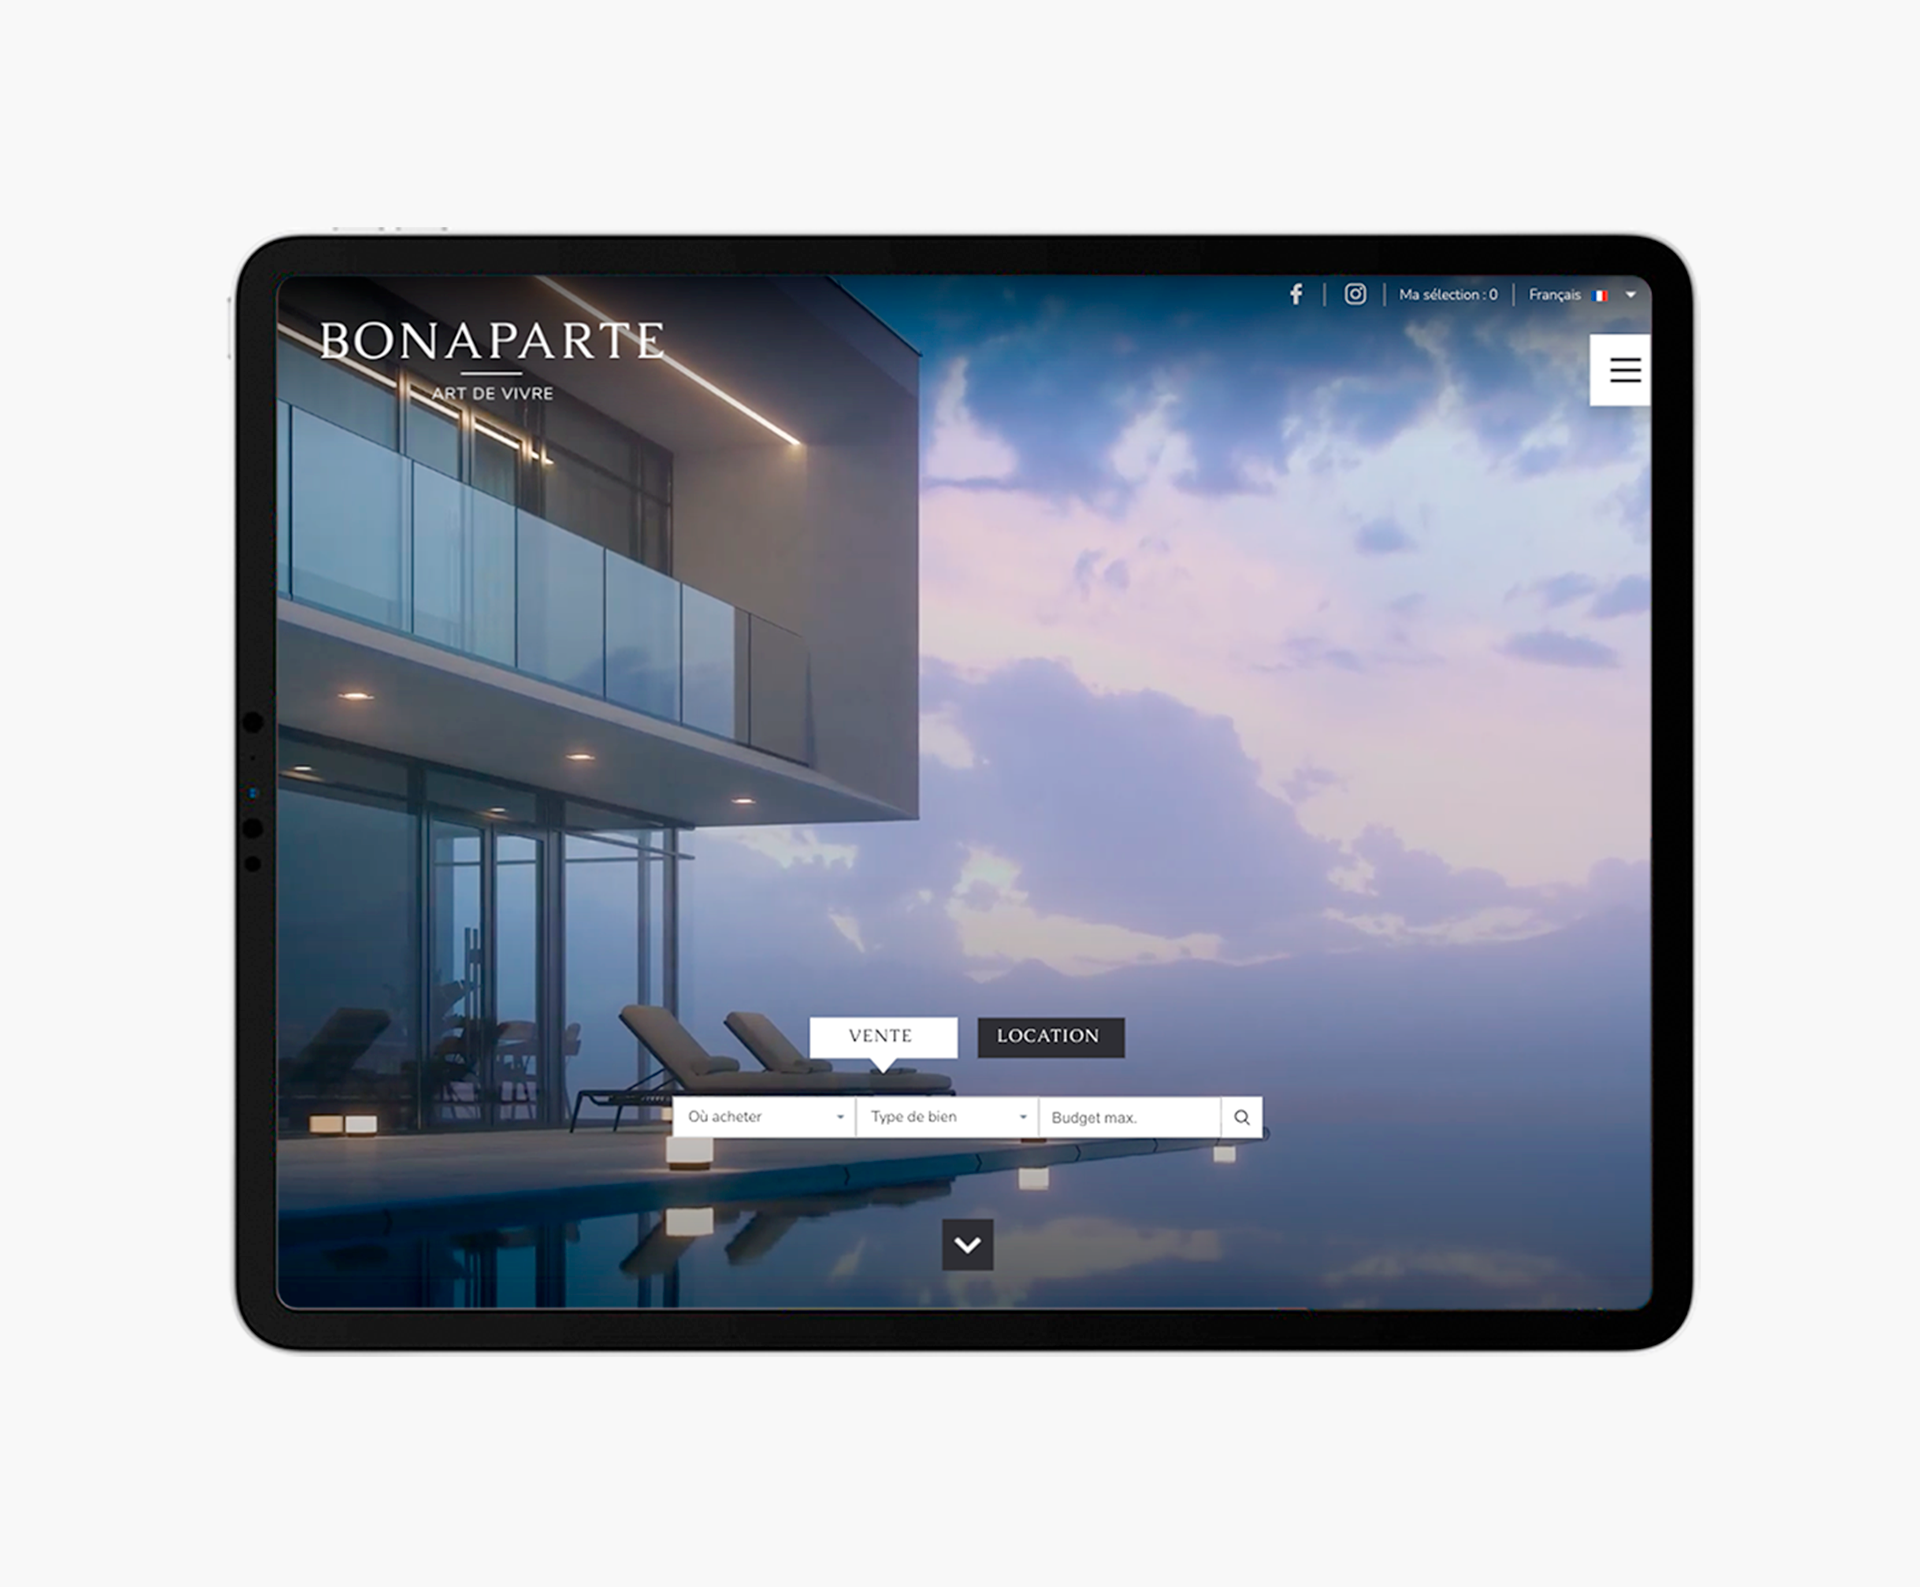 Ma sélection : 0
Français
BONAPARTE
ART DE VIVRE
VENTE
LOCATION
Où acheter
Type de bien
Budget max.